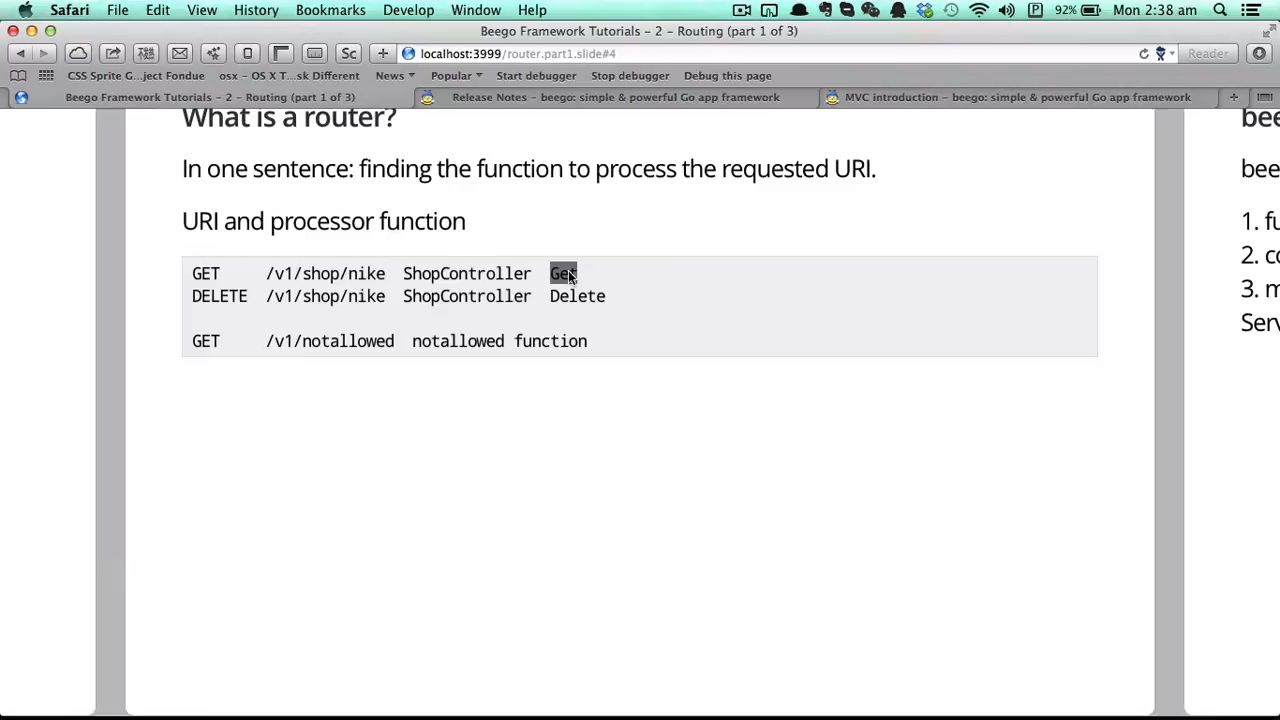 Safari File Edit View History Bookmarks Develop Window Help 92% Mon 2:38 am
Beego Framework Tutorials – 2 – Routing (part 1 of 3)
Sc + localhost:3999/router.part1.slide#4 Reader
CSS Sprite G...ject Fondue osx – OS X T...sk Different News Popular Start debugger Stop debugger Debug this page
Beego Framework Tutorials – 2 – Routing (part 1 of 3) Release Notes – beego: simple & powerful Go app framework MVC introduction – beego: simple & powerful Go app framework +
What is a router?
In one sentence: finding the function to process the requested URI.
URI and processor function
GET /v1/shop/nike ShopController Get
DELETE /v1/shop/nike ShopController Delete
GET /v1/notallowed notallowed function
bee
bee
1. fu
2. co
3. m
Serv